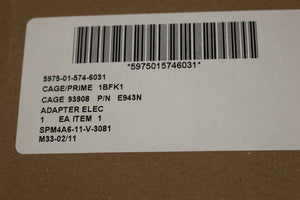 *5975015746031*
5975-01-574-6031
CAGE/PRIME 1BFK1
CAGE 93908 P/N E943N
ADAPTER ELEC
1 EA ITEM 1
SPM4A6-11-V-3081
M33-02/11